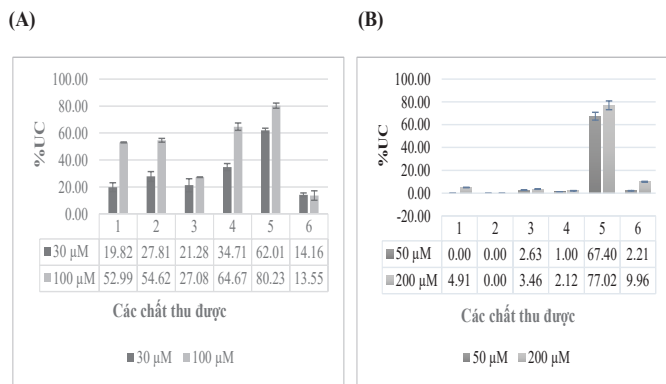 (A)
(B)
%UC
100.00
80.00
60.00
40.00
20.00
0.00
1 2 3 4 5 6
30 µM 19.82 27.81 21.28 34.71 62.01 14.16
100 µM 52.99 54.62 27.08 64.67 80.23 13.55
Các chất thu được
30 µM 100 µM
%UC
100.00
80.00
60.00
40.00
20.00
0.00
-20.00
1 2 3 4 5 6
50 µM 0.00 0.00 2.63 1.00 67.40 2.21
200 µM 4.91 0.00 3.46 2.12 77.02 9.96
Các chất thu được
50 µM 200 µM